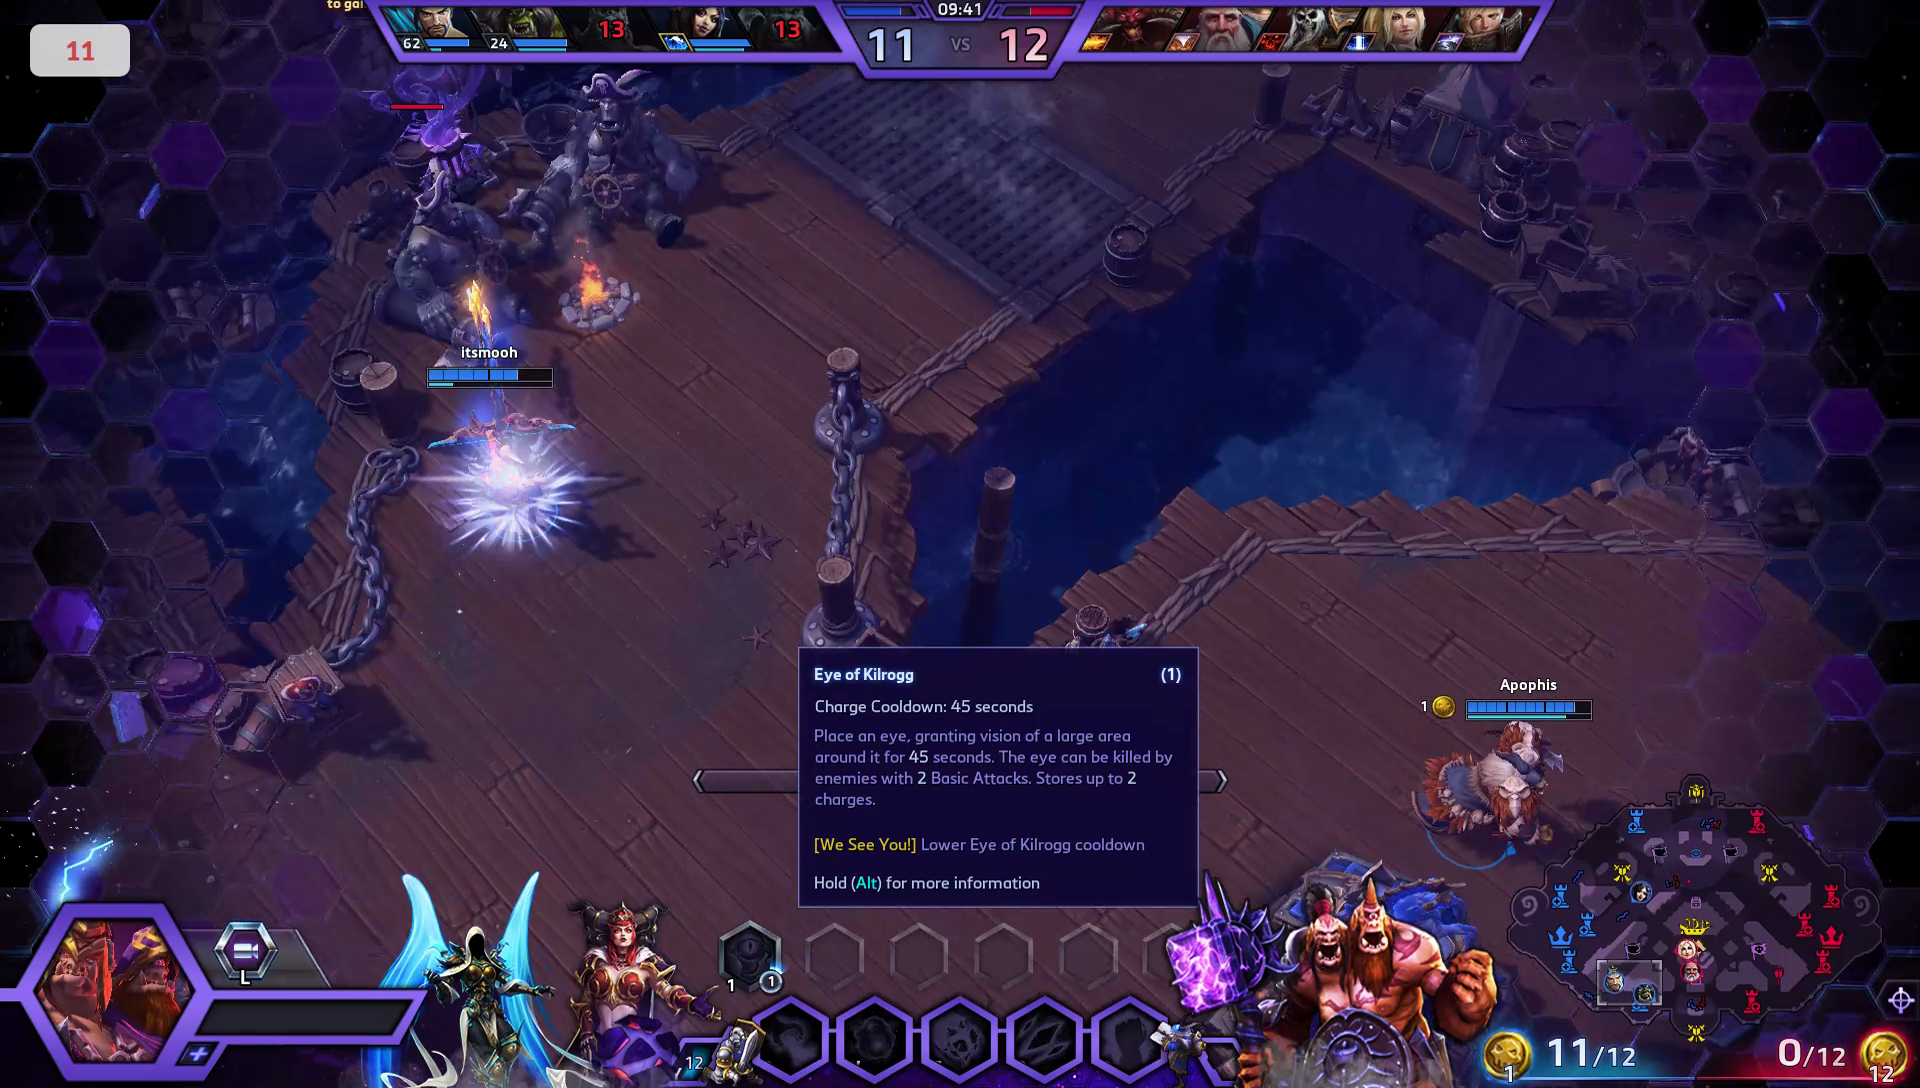 to gai
11
62
24
13
13
09:41
11 VS 12
itsmooh
Apophis
1
Eye of Kilrogg (1)
Charge Cooldown: 45 seconds
Place an eye, granting vision of a large area
around it for 45 seconds. The eye can be killed by
enemies with 2 Basic Attacks. Stores up to 2
charges.
[We See You!] Lower Eye of Kilrogg cooldown
Hold (Alt) for more information
L
1
1
12
11/12
1
0/12
12